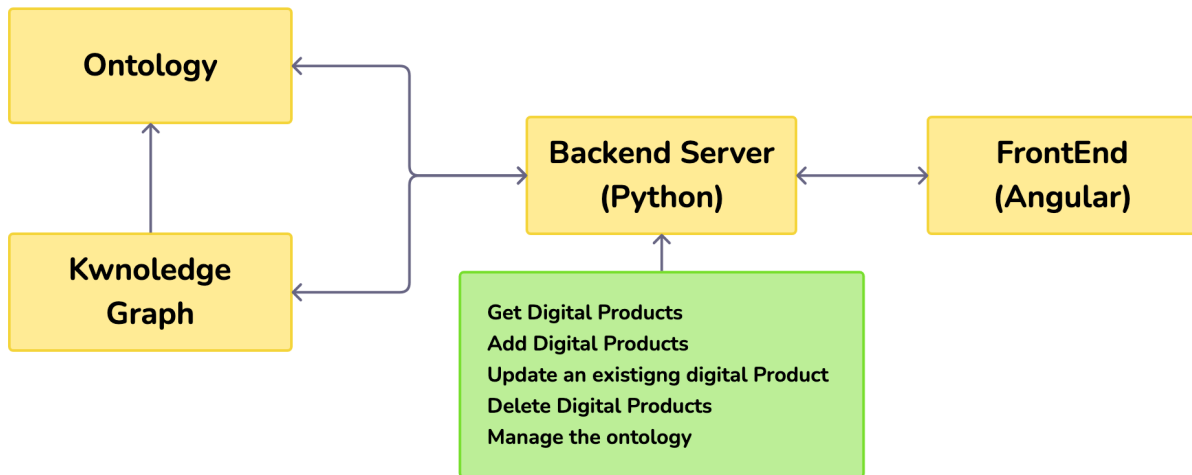 Ontology
Backend Server
(Python)
FrontEnd
(Angular)
Kwnoledge
Graph
Get Digital Products
Add Digital Products
Update an existigng digital Product
Delete Digital Products
Manage the ontology